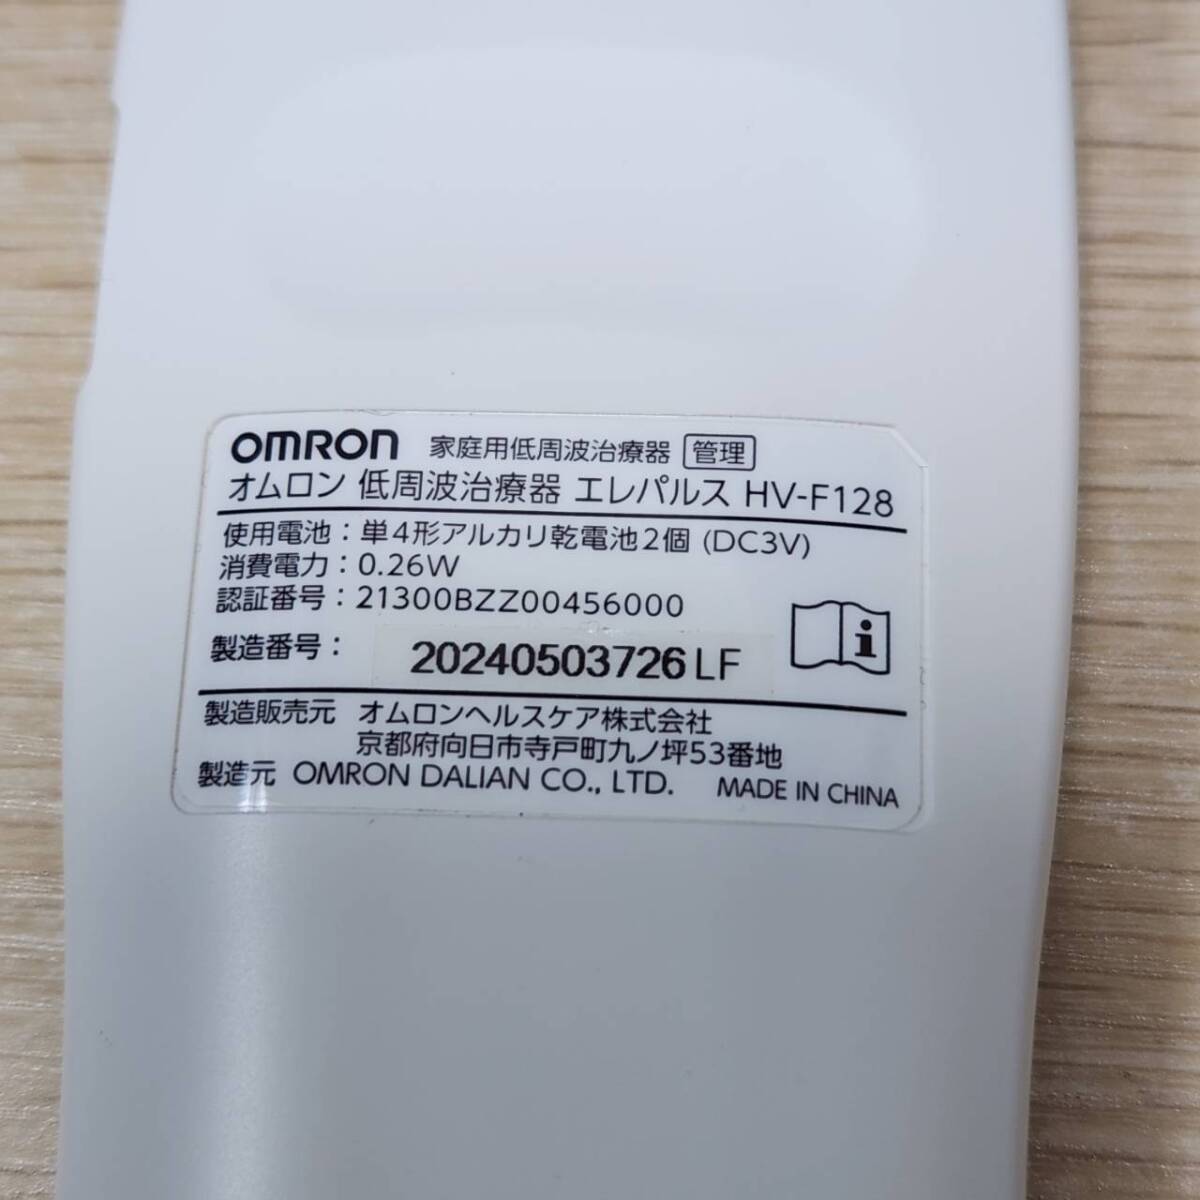 OMRON 家庭用低周波治療器 管理
オムロン 低周波治療器 エレパルス HV-F128
使用電池：単4形アルカリ乾電池2個 (DC3V)
消費電力：0.26W
認証番号：21300BZZ00456000
製造番号： 20240503726LF
製造販売元 オムロンヘルスケア株式会社
京都府向日市寺戸町九ノ坪53番地
製造元 OMRON DALIAN CO., LTD. MADE IN CHINA